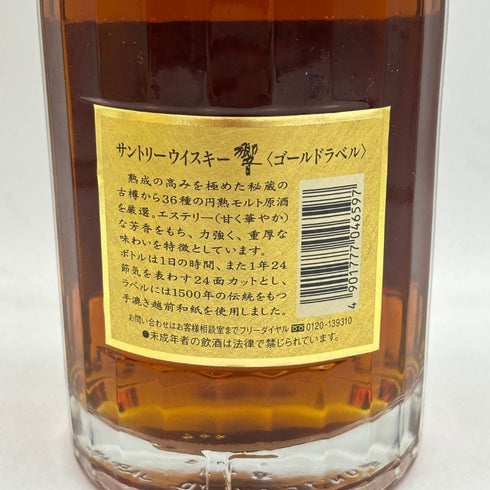 サントリーウイスキー 響 〈ゴールドラベル〉
熟成の高みを極めた秘蔵の
古樽から36種の円熟モルト原酒
を厳選。エステリー(甘く華やか)
な芳香をもち、力強く、重厚な
味わいを特徴としています。
ボトルは1日の時間、また1年24
節気を表わす24面カットとし、
ラベルには1500年の伝統をもつ
手漉き越前和紙を使用しました。
お問い合わせはお客様相談室までフリーダイヤル 0120-139310
●未成年者の飲酒は法律で禁じられています。
4 901777 046597